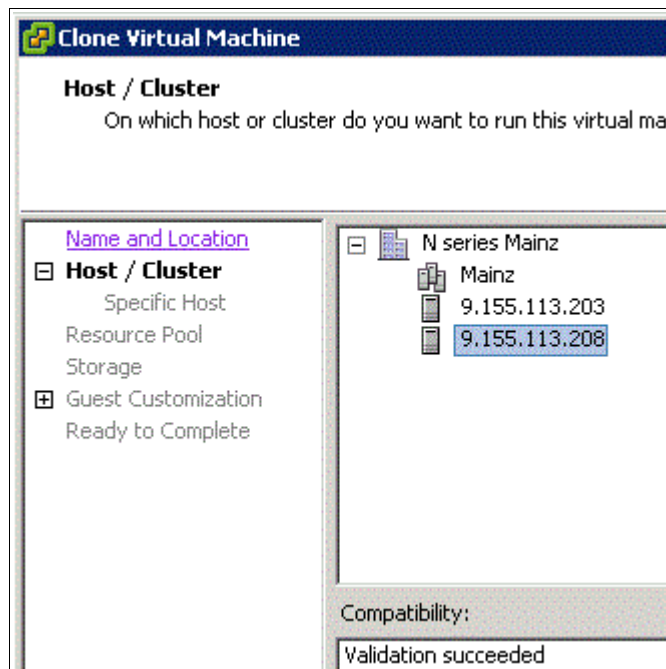 Clone Virtual Machine
Host / Cluster
On which host or cluster do you want to run this virtual ma
Name and Location
Host / Cluster
Specific Host
Resource Pool
Storage
Guest Customization
Ready to Complete
N series Mainz
Mainz
9.155.113.203
9.155.113.208
Compatibility:
Validation succeeded